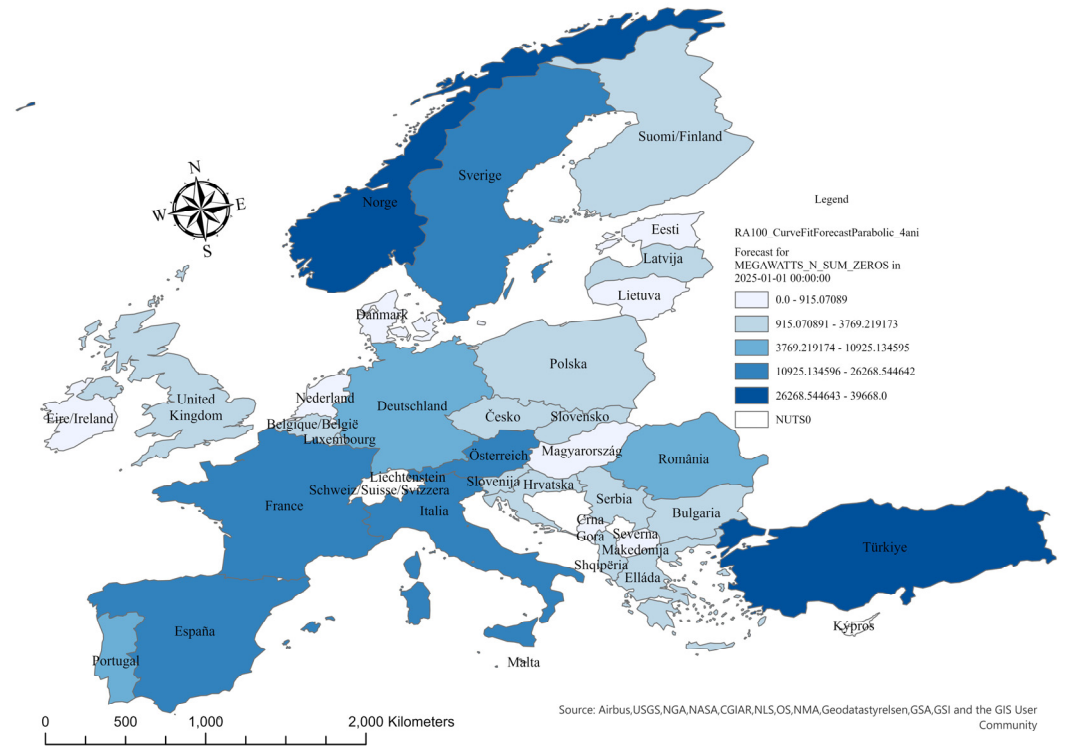 N
W
E
S
Suomi/Finland
Sverige
Norge
Eesti
Latvija
Lietuva
Danmark
Polska
United
Kingdom
Éire/Ireland
Nederland
Deutschland
Belgique/België
Luxembourg
Česko
Slovensko
Österreich
Magyarország
România
Liechtenstein
Schweiz/Suisse/Svizzera
Slovenija
Hrvatska
France
Italia
Serbia
Bulgaria
Crna
Gora
Severna
Makedonija
Shqipëria
Elláda
Türkiye
España
Portugal
Malta
Kýpros
Legend
RA100_CurveFitForecastParabolic_4ani
Forecast for
MEGAWATTS_N_SUM_ZEROS in
2025-01-01 00:00:00
0.0 - 915.07089
915.070891 - 3769.219173
3769.219174 - 10925.134595
10925.134596 - 26268.544642
26268.544643 - 39668.0
NUTS0
0 500 1,000 2,000 Kilometers
Source: Airbus,USGS,NGA,NASA,CGIAR,NLS,OS,NMA,Geodatastyrelsen,GSA,GSI and the GIS User
Community